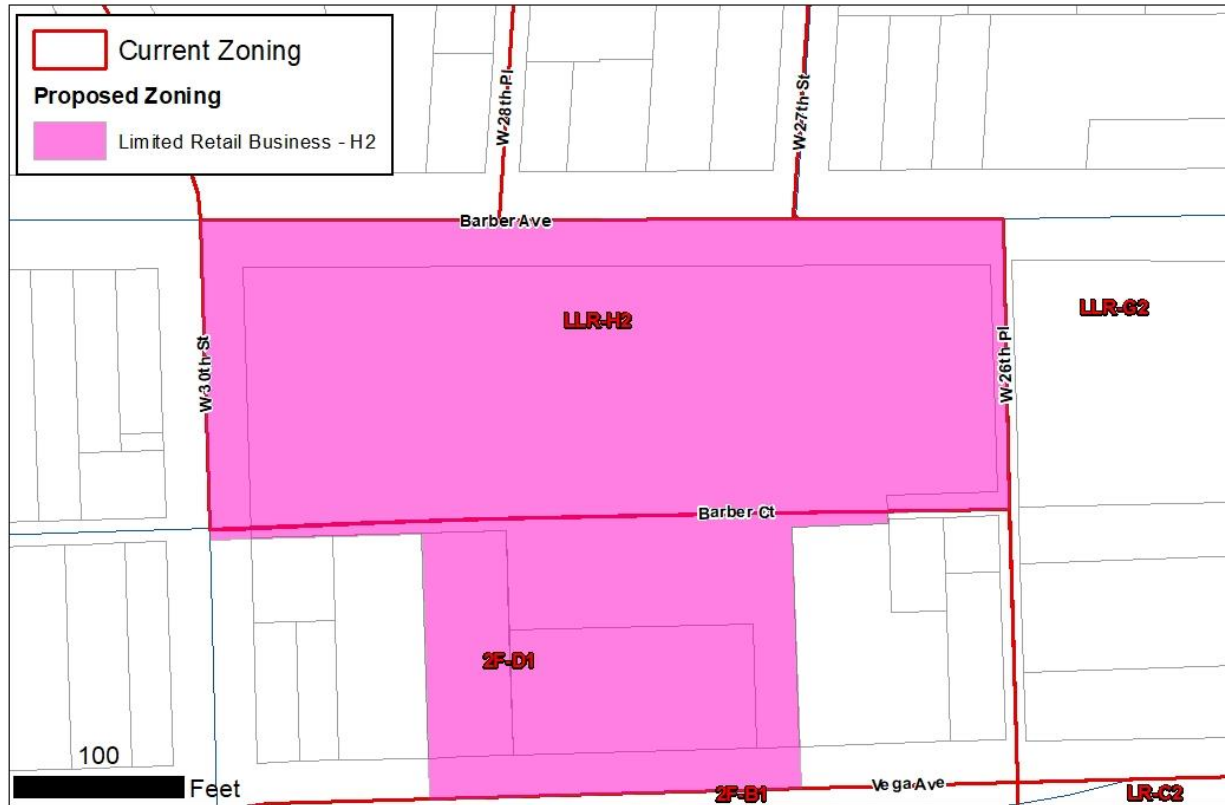 Current Zoning
Proposed Zoning
Limited Retail Business - H2
W 28th Pl
W 27th St
Barber Ave
LLR-H2
LLR-G2
W 30th St
W 26th Pl
Barber Ct
2F-D1
100
Feet
Vega Ave
2F-B1
LR-C2